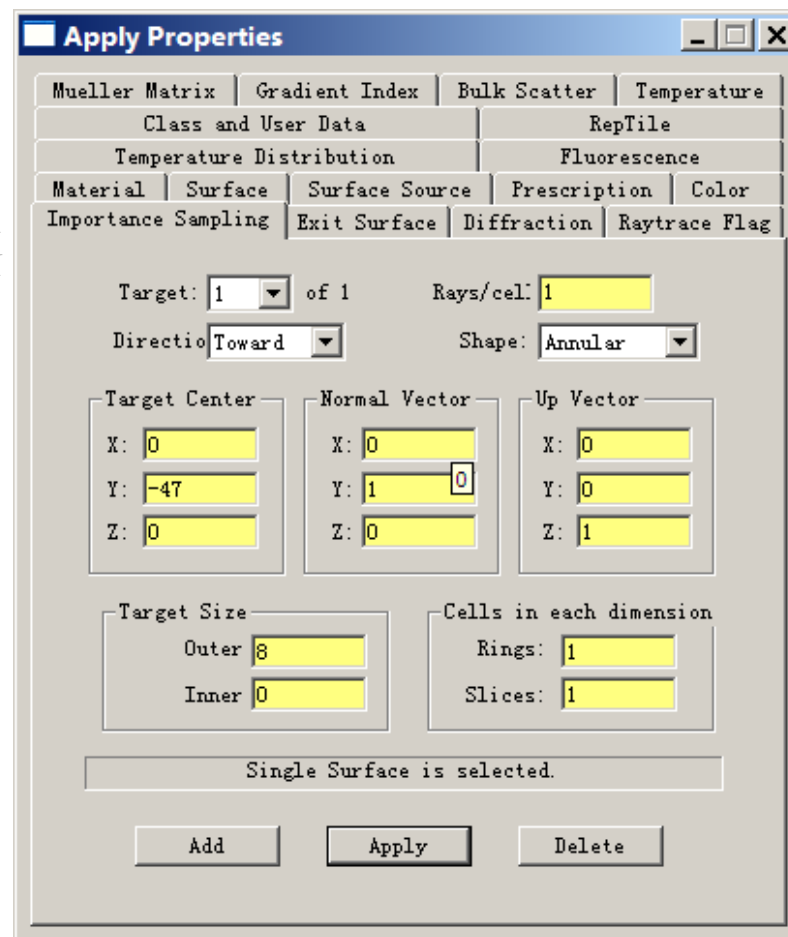 Apply Properties
Mueller Matrix Gradient Index Bulk Scatter Temperature
Class and User Data RepTile
Temperature Distribution Fluorescence
Material Surface Surface Source Prescription Color
Importance Sampling Exit Surface Diffraction Raytrace Flag
Target: 1 of 1 Rays/cel: 1
Directio Toward Shape: Annular
Target Center Normal Vector Up Vector
X: 0 X: 0 X: 0
Y: -47 Y: 1 0 Y: 0
Z: 0 Z: 0 Z: 1
Target Size Cells in each dimension
Outer 8 Rings: 1
Inner 0 Slices: 1
Single Surface is selected.
Add Apply Delete